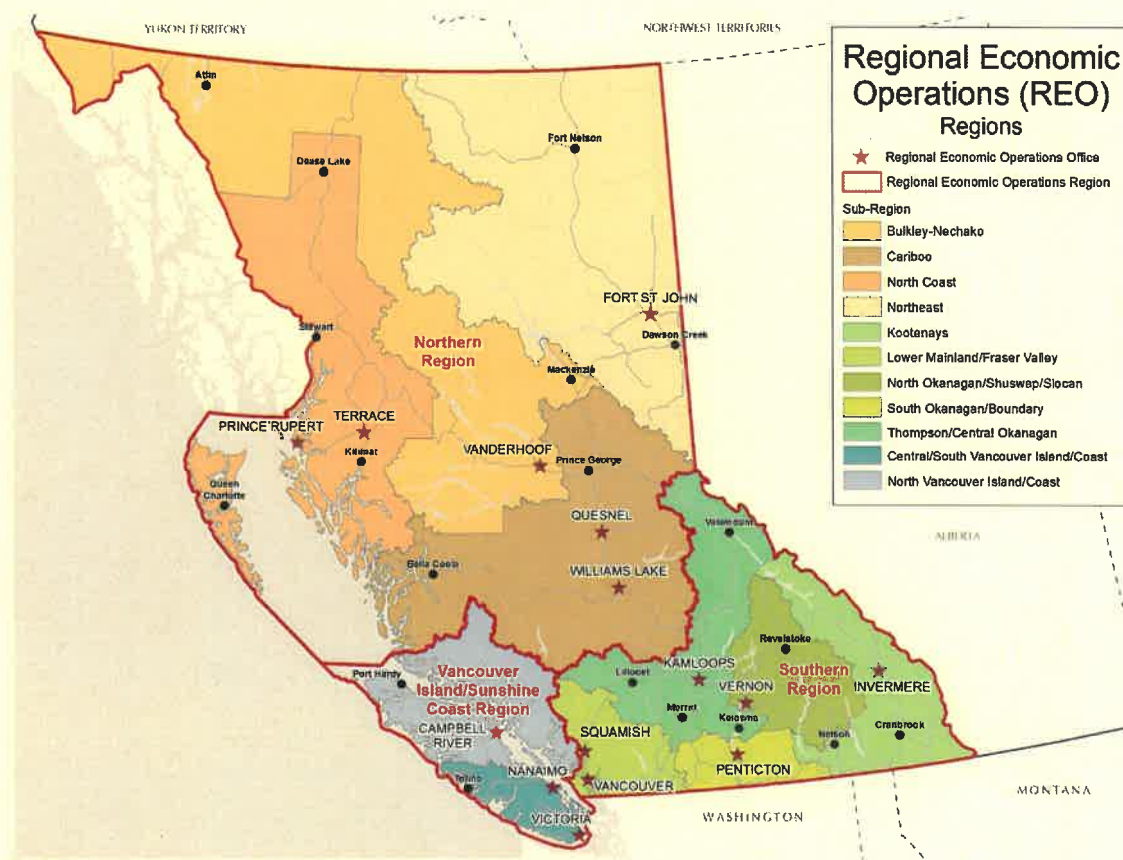 YUKON TERRITORY
NORTHWEST TERRITORIES
Regional Economic
Operations (REO)
Regions
Regional Economic Operations Office
Regional Economic Operations Region
Sub-Region
Bulkley-Nechako
Cariboo
North Coast
Northeast
Kootenays
Lower Mainland/Fraser Valley
North Okanagan/Shuswap/Slocan
South Okanagan/Boundary
Thompson/Central Okanagan
Central/South Vancouver Island/Coast
North Vancouver Island/Coast
Atlin
Fort Nelson
Dease Lake
FORT ST JOHN
Stewart
Dawson Creek
Northern
Region
Mackenzie
TERRACE
PRINCE RUPERT
VANDERHOOF
Kitimat
Prince George
Queen
Charlotte
QUESNEL
Valemount
ALBERTA
Bella Coola
WILLIAMS LAKE
Revelstoke
KAMLOOPS
Lillooet
Southern
Region
Vancouver
Island/Sunshine
Coast Region
Port Hardy
VERNON
INVERMERE
Merritt
Kelowna
Cranbrook
Nelson
CAMPBELL
RIVER
SQUAMISH
PENTICTON
NANAIMO
VANCOUVER
Tofino
MONTANA
WASHINGTON
VICTORIA